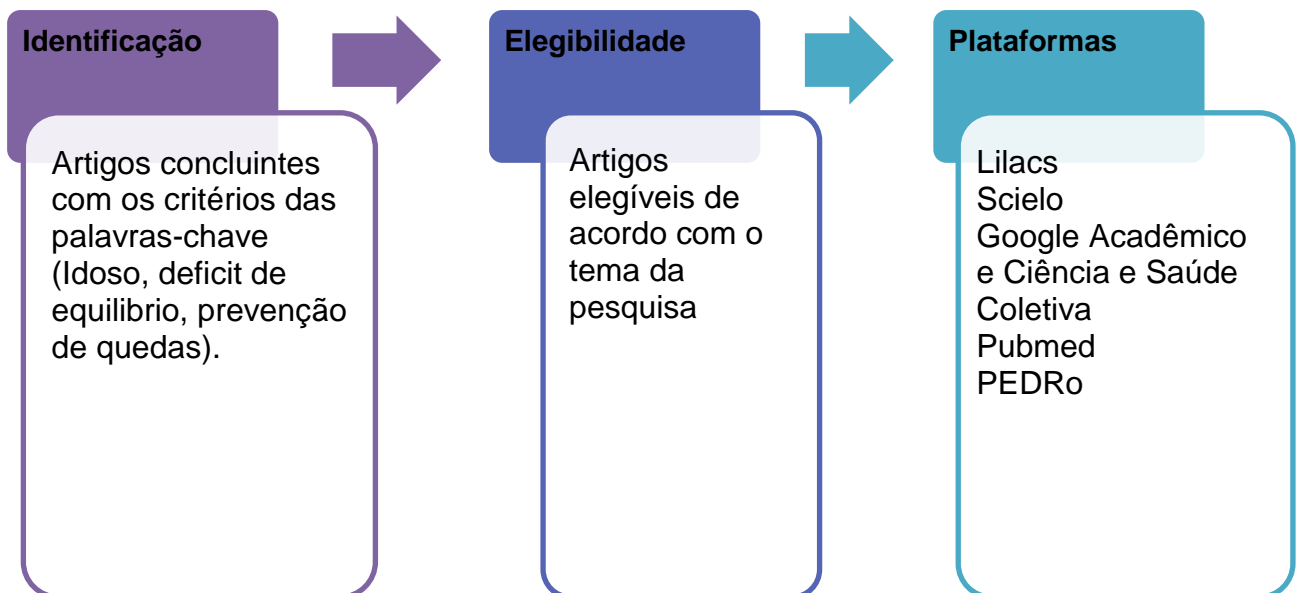 Identificação
Artigos concluintes
com os critérios das
palavras-chave
(Idoso, deficit de
equilibrio, prevenção
de quedas).
Elegibilidade
Artigos
elegíveis de
acordo com o
tema da
pesquisa
Plataformas
Lilacs
Scielo
Google Acadêmico
e Ciência e Saúde
Coletiva
Pubmed
PEDRo